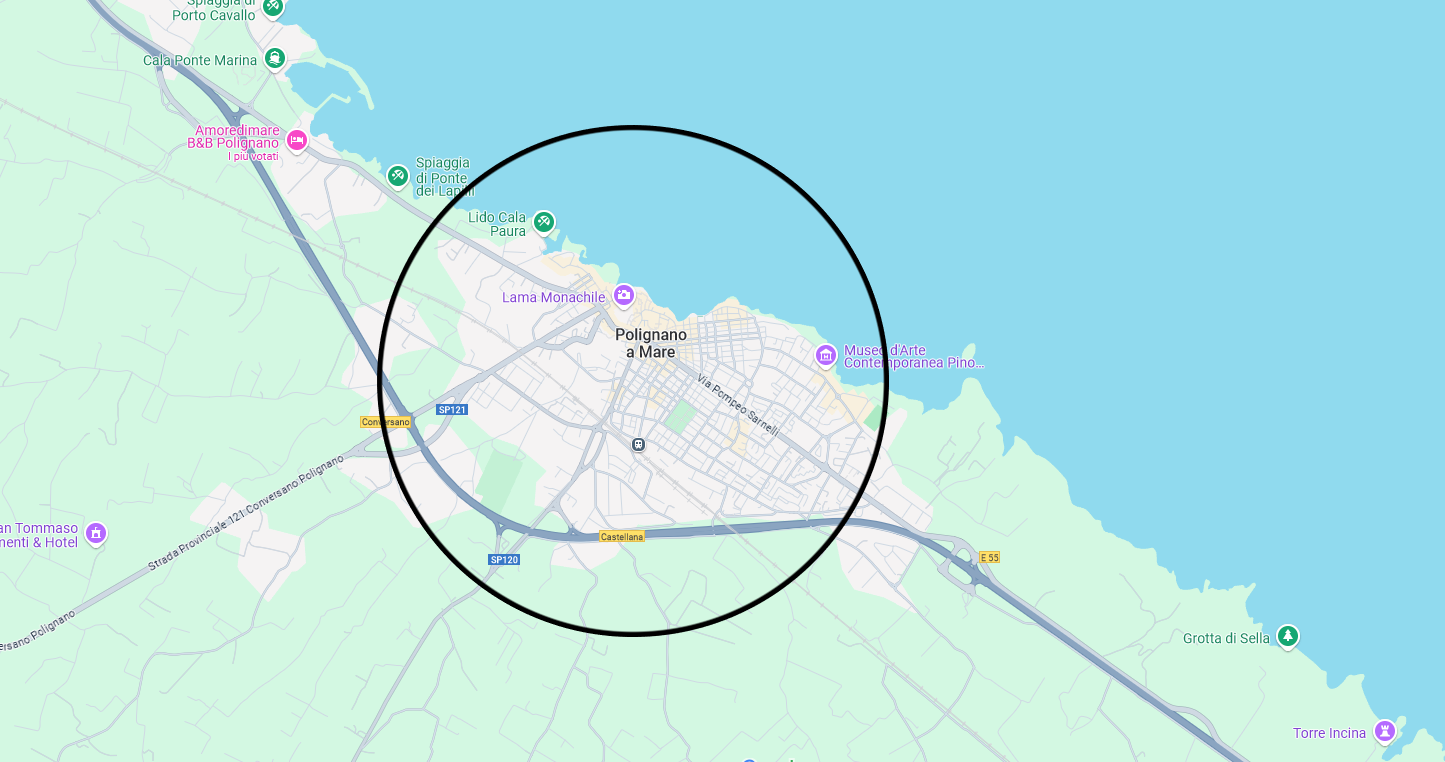 Spiaggia di
Porto Cavallo
Cala Ponte Marina
Amoredimare
B&B Polignano
I più votati
Spiaggia
di Ponte
dei Lapilli
Lido Cala
Paura
Lama Monachile
Polignano
a Mare
Museo d'Arte
Contemporanea Pino...
Via Pompeo Sarnelli
SP121
Conversano
Strada Provinciale 121 Conversano Polignano
an Tommaso
menti & Hotel
Castellana
SP120
E 55
ersano Polignano
Grotta di Sella
Torre Incina